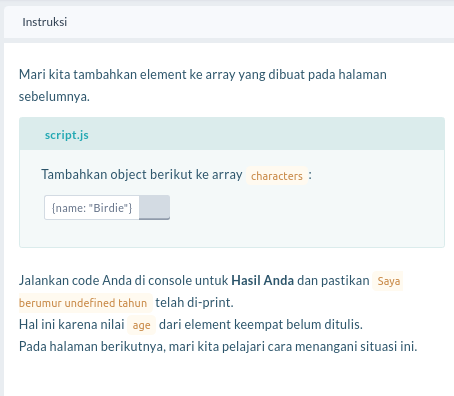 Instruksi
Mari kita tambahkan element ke array yang dibuat pada halaman
sebelumnya.
script.js
Tambahkan object berikut ke array characters :
{name: "Birdie"}
Jalankan code Anda di console untuk Hasil Anda dan pastikan Saya
berumur undefined tahun telah di-print.
Hal ini karena nilai age dari element keempat belum ditulis.
Pada halaman berikutnya, mari kita pelajari cara menangani situasi ini.